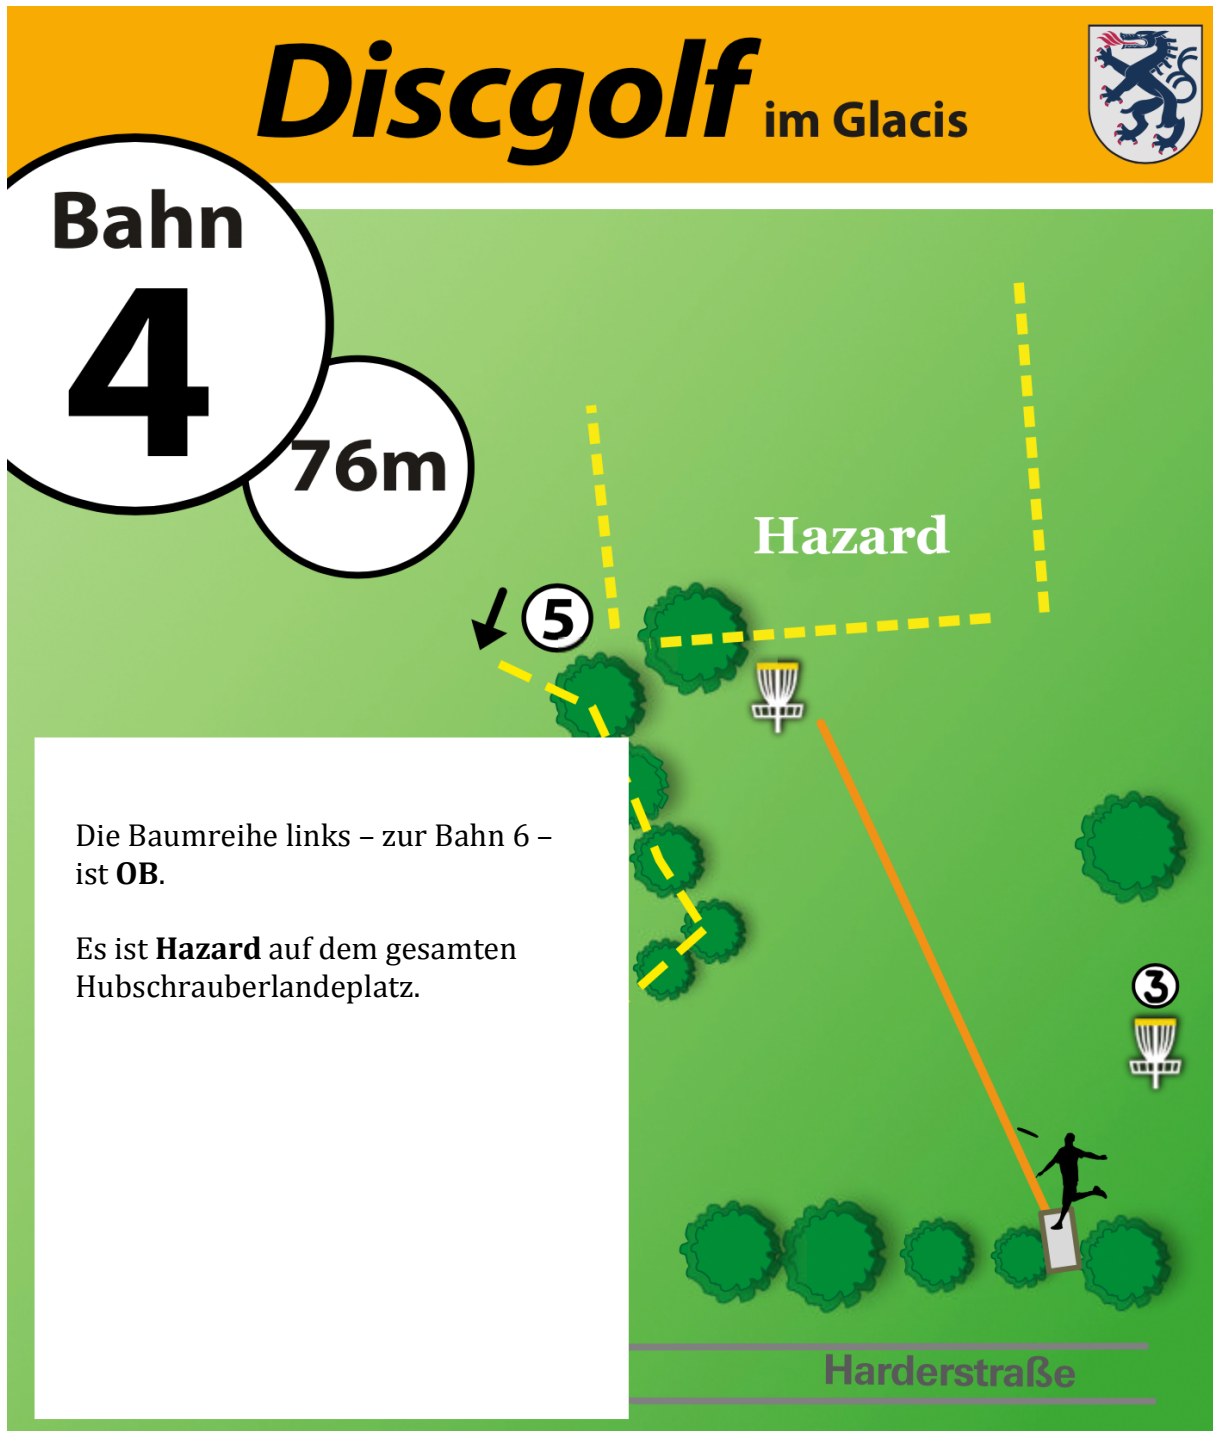 Discgolf im Glacis
Bahn
4
76m
Hazard
5
Die Baumreihe links – zur Bahn 6 –
ist OB.
Es ist Hazard auf dem gesamten
Hubschrauberlandeplatz.
3
Harderstraße